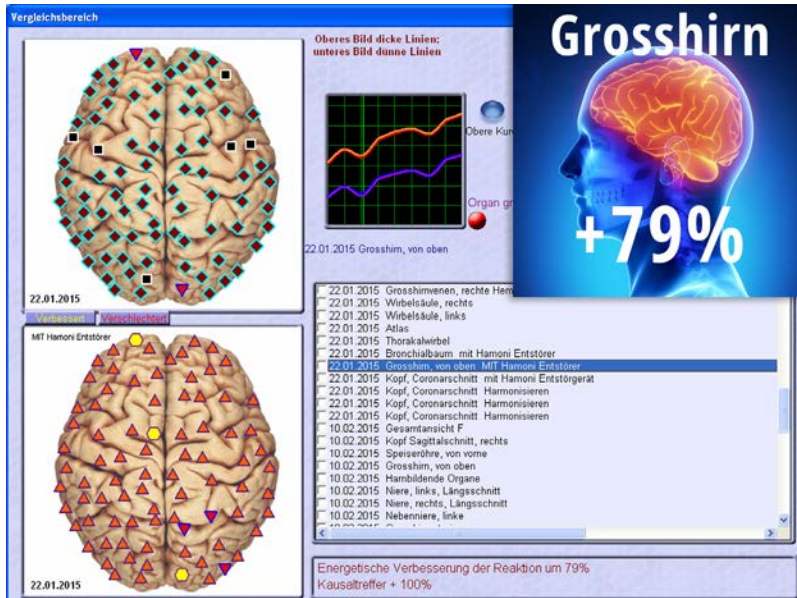 Vergleichsbereich
Oberes Bild dicke Linien;
unteres Bild dünne Linien
Grosshirn
+79%
Obere Kur
Organ gr
22.01.2015 Grosshirn, von oben
22.01.2015
Verbessert
Verschlechtert
MIT Hamoni Entstörer
22.01.2015
22.01.2015 Grosshirnvenen, rechte Hem
22.01.2015 Wirbelsäule, rechts
22.01.2015 Wirbelsäule, links
22.01.2015 Atlas
22.01.2015 Thorakalwirbel
22.01.2015 Bronchialbaum mit Hamoni Entstörer
22.01.2015 Grosshirn, von oben MIT Hamoni Entstörer
22.01.2015 Kopf, Coronarschnitt mit Hamoni Entstörgerät
22.01.2015 Kopf, Coronarschnitt Harmonisieren
22.01.2015 Kopf, Coronarschnitt Harmonisieren
22.01.2015 Kopf, Coronarschnitt Harmonisieren
10.02.2015 Gesamtansicht F
10.02.2015 Kopf Sagittalschnitt, rechts
10.02.2015 Speiseröhre, von vorne
10.02.2015 Grosshirn, von oben
10.02.2015 Harnbildende Organe
10.02.2015 Niere, links, Längsschnitt
10.02.2015 Niere, rechts, Längsschnitt
10.02.2015 Nebenniere, linke
Energetische Verbesserung der Reaktion um 79%
Kausaltreffer + 100%